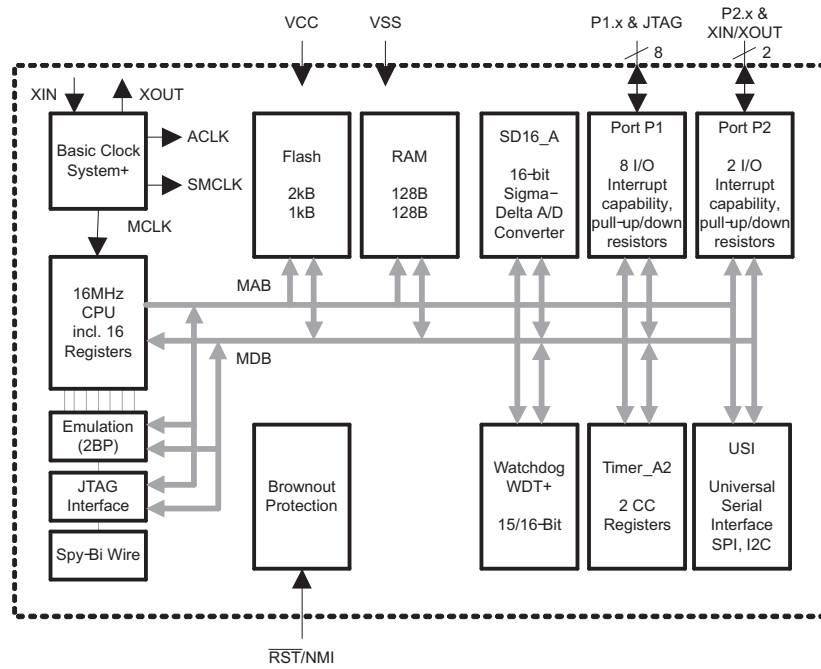 VCC
VSS
P1.x & JTAG
8
P2.x &
XIN/XOUT
2
XIN
XOUT
Basic Clock
System+
ACLK
SMCLK
MCLK
Flash
2kB
1kB
RAM
128B
128B
SD16_A
16-bit
Sigma-
Delta A/D
Converter
Port P1
8 I/O
Interrupt
capability,
pull-up/down
resistors
Port P2
2 I/O
Interrupt
capability,
pull-up/down
resistors
16MHz
CPU
incl. 16
Registers
MAB
MDB
Emulation
(2BP)
JTAG
Interface
Spy-Bi Wire
Brownout
Protection
Watchdog
WDT+
15/16-Bit
Timer_A2
2 CC
Registers
USI
Universal
Serial
Interface
SPI, I2C
RST/NMI